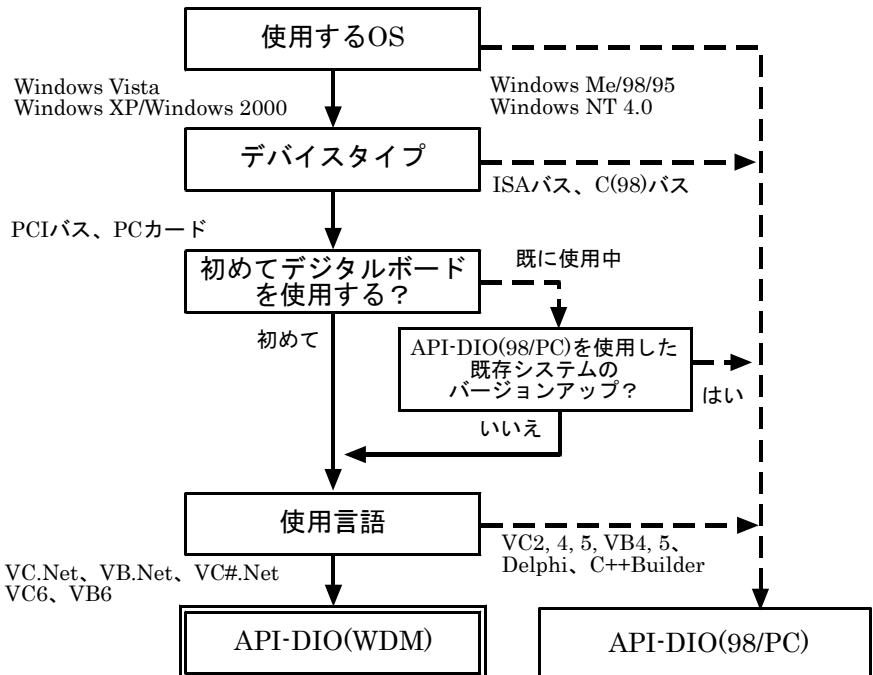 使用するOS
Windows Vista
Windows XP/Windows 2000
Windows Me/98/95
Windows NT 4.0
デバイスタイプ
ISAバス、C(98)バス
PCIバス、PCカード
初めてデジタルボード
を使用する？
既に使用中
初めて
API-DIO(98/PC)を使用した
既存システムの
バージョンアップ？
はい
いいえ
使用言語
VC2, 4, 5, VB4, 5、
Delphi、C++Builder
VC.Net、VB.Net、VC#.Net
VC6、VB6
API-DIO(WDM)
API-DIO(98/PC)